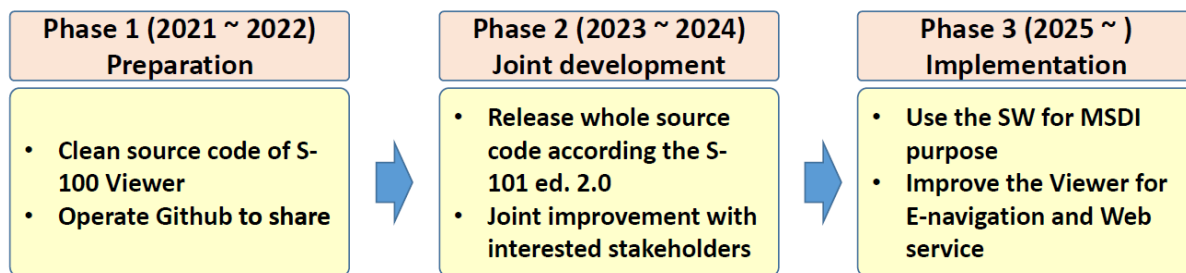 Phase 1 (2021 ~ 2022)
Preparation
• Clean source code of S-
100 Viewer
• Operate Github to share
Phase 2 (2023 ~ 2024)
Joint development
• Release whole source
code according the S-
101 ed. 2.0
• Joint improvement with
interested stakeholders
Phase 3 (2025 ~ )
Implementation
• Use the SW for MSDI
purpose
• Improve the Viewer for
E-navigation and Web
service